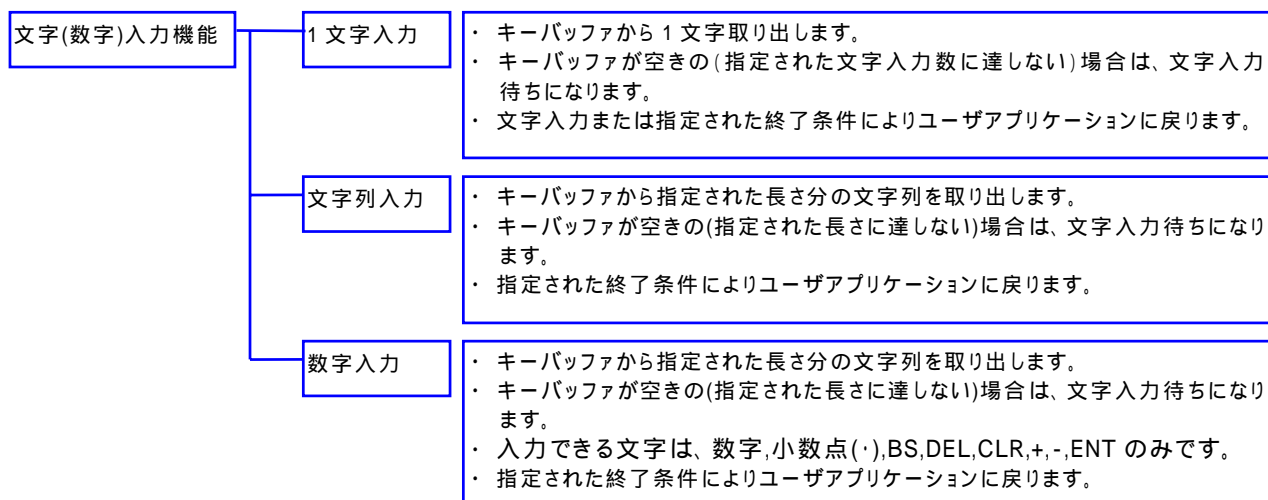 文字(数字)入力機能
1文字入力
・ キーバッファから1文字取り出します。
・ キーバッファが空きの(指定された文字入力数に達しない)場合は、文字入力
待ちになります。
・ 文字入力または指定された終了条件によりユーザアプリケーションに戻ります。
文字列入力
・ キーバッファから指定された長さ分の文字列を取り出します。
・ キーバッファが空きの(指定された長さに達しない)場合は、文字入力待ちになり
ます。
・ 指定された終了条件によりユーザアプリケーションに戻ります。
数字入力
・ キーバッファから指定された長さ分の文字列を取り出します。
・ キーバッファが空きの(指定された長さに達しない)場合は、文字入力待ちになり
ます。
・ 入力できる文字は、数字,小数点(・),BS,DEL,CLR,+,-,ENT のみです。
・ 指定された終了条件によりユーザアプリケーションに戻ります。